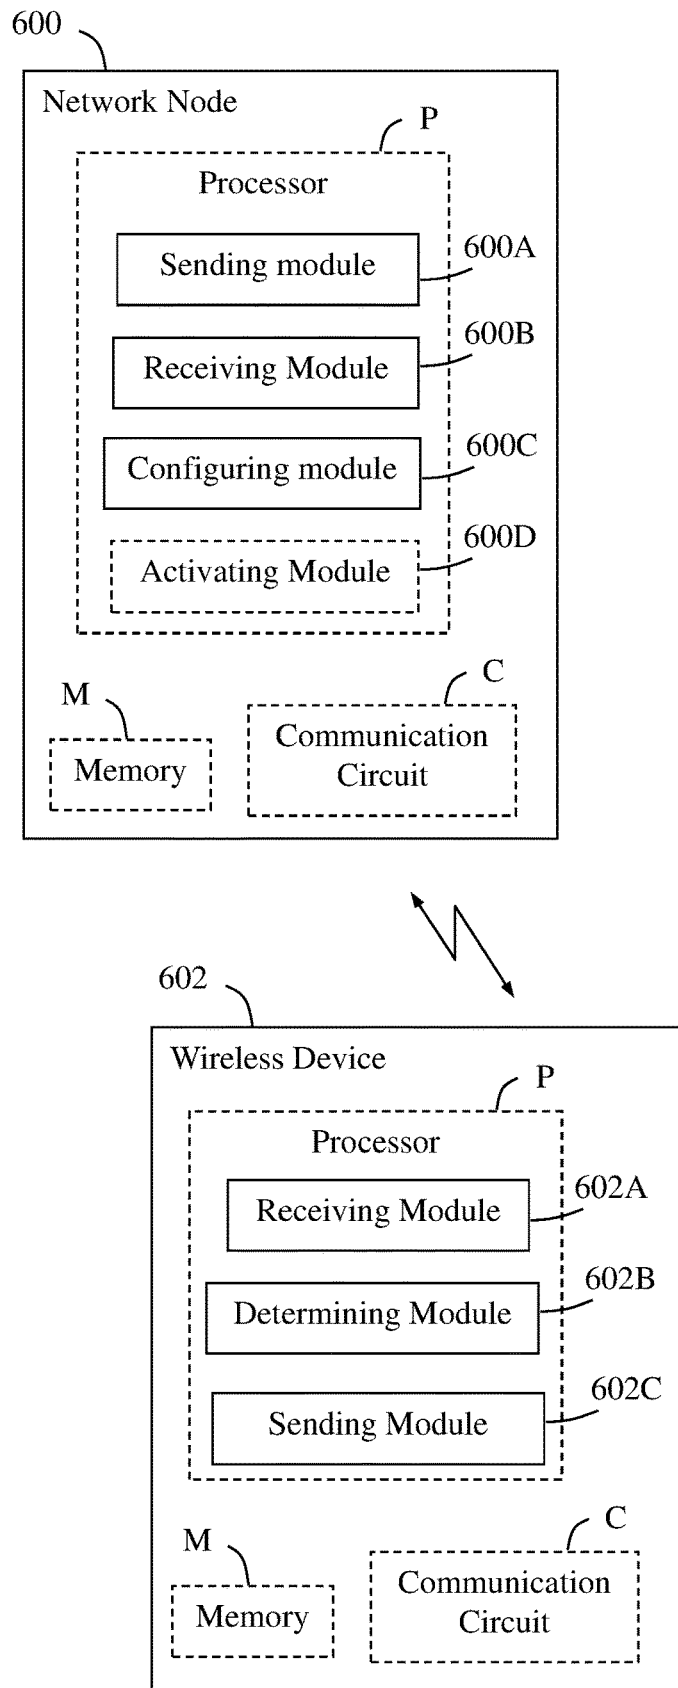 600
Network Node
P
Processor
Sending module
600A
Receiving Module
600B
Configuring module
600C
Activating Module
600D
M
Memory
C
Communication
Circuit
602
Wireless Device
P
Processor
Receiving Module
602A
Determining Module
602B
Sending Module
602C
M
Memory
C
Communication
Circuit